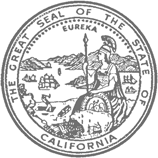 THE GREAT SEAL OF THE STATE OF CALIFORNIA
EUREKA